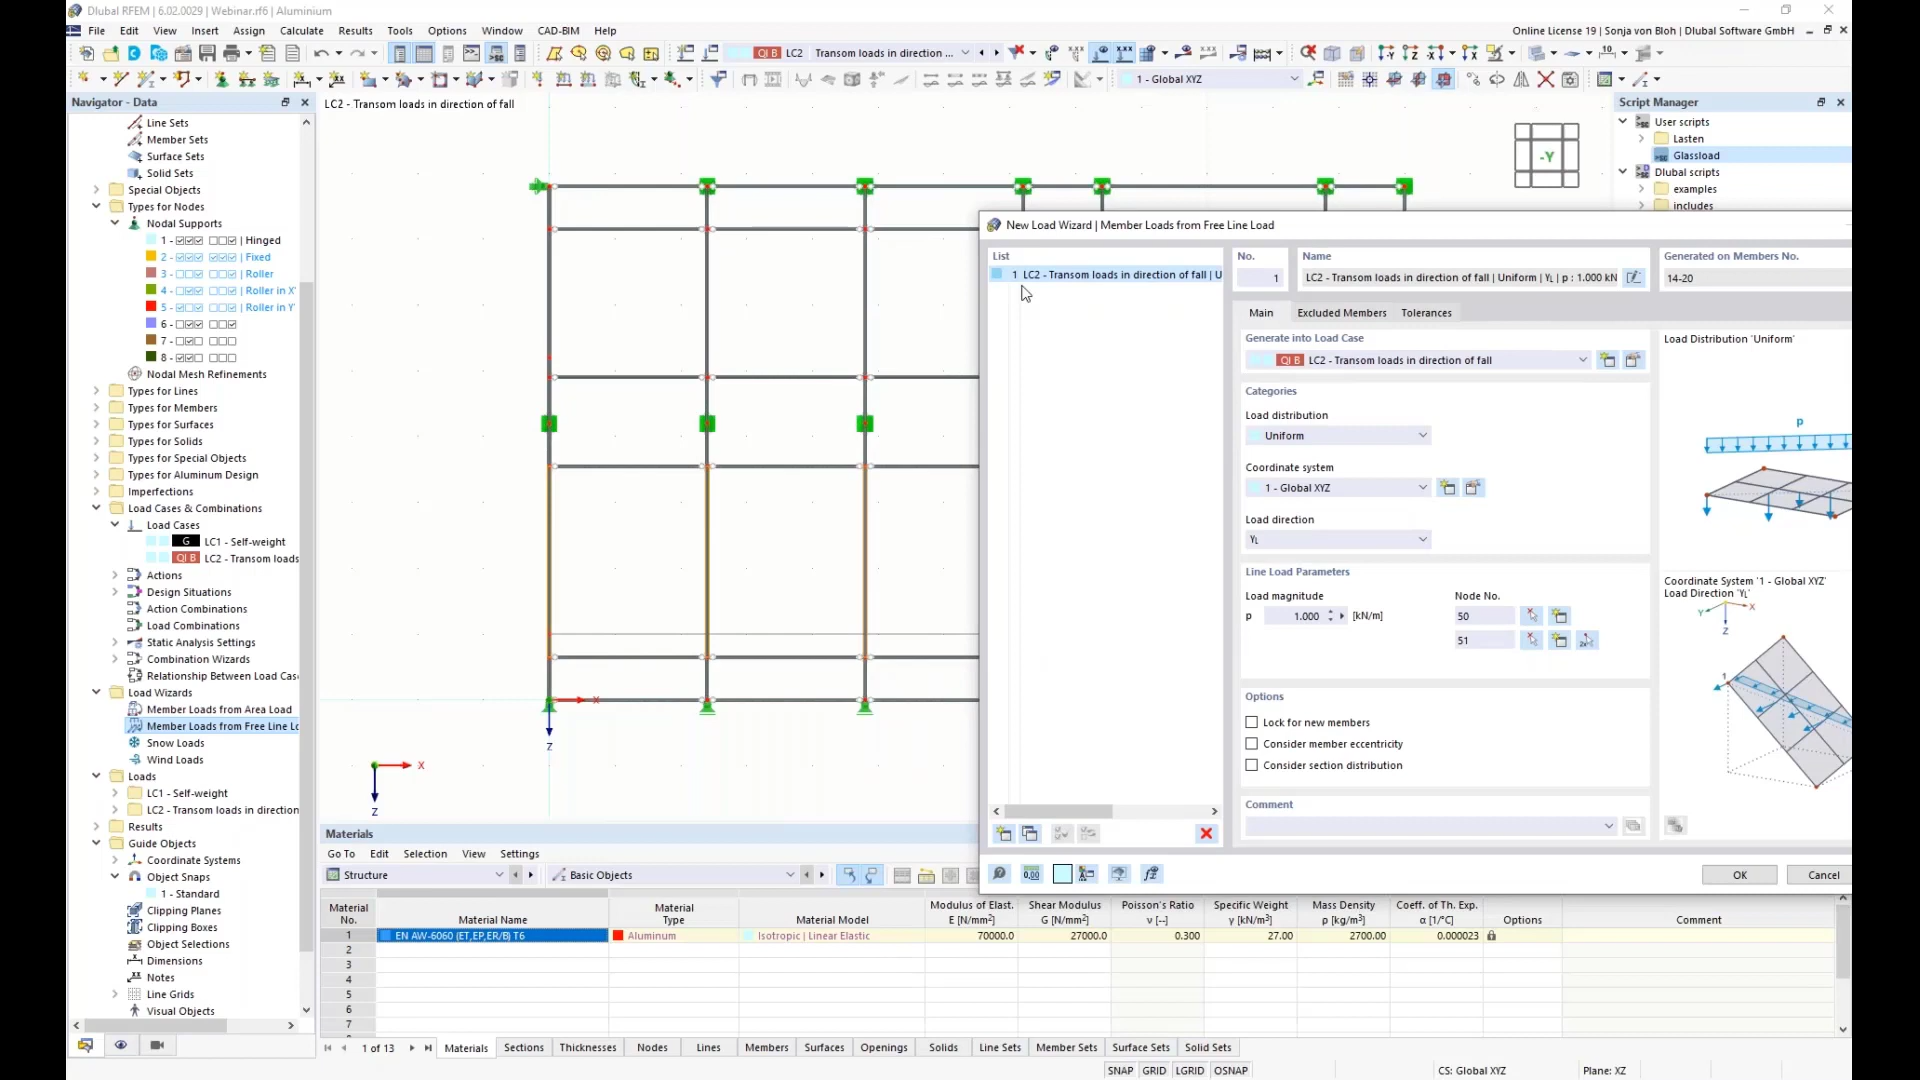 Dlubal RFEM | 6.02.0029 | Webinar.rf6 | Aluminium
File Edit View Insert Assign Calculate Results Tools Options Window CAD-BIM Help
Online License 19 | Sonja von Bloh | Dlubal Software GmbH
QI B LC2 Transom loads in direction ...
1 - Global XYZ
Navigator - Data
LC2 - Transom loads in direction of fall
Line Sets
Member Sets
Surface Sets
Solid Sets
Special Objects
Types for Nodes
Nodal Supports
1 - | Hinged
2 - | Fixed
3 - | Roller
4 - | Roller in X'
5 - | Roller in Y'
6 -
7 -
8 -
Nodal Mesh Refinements
Types for Lines
Types for Members
Types for Surfaces
Types for Solids
Types for Special Objects
Types for Aluminum Design
Imperfections
Load Cases & Combinations
Load Cases
G LC1 - Self-weight
QI B LC2 - Transom loads
Actions
Design Situations
Action Combinations
Load Combinations
Static Analysis Settings
Combination Wizards
Relationship Between Load Cas
Load Wizards
Member Loads from Area Load
Member Loads from Free Line Lo
Snow Loads
Wind Loads
Loads
LC1 - Self-weight
LC2 - Transom loads in direction
Results
Guide Objects
Coordinate Systems
Object Snaps
1 - Standard
Clipping Planes
Clipping Boxes
Object Selections
Dimensions
Notes
Line Grids
Visual Objects
-Y
X
Z
X
Z
Script Manager
User scripts
Lasten
Glassload
Dlubal scripts
examples
includes
New Load Wizard | Member Loads from Free Line Load
List
1 LC2 - Transom loads in direction of fall | U
No.
1
Name
LC2 - Transom loads in direction of fall | Uniform | YL | p : 1.000 kN
Generated on Members No.
14-20
Main Excluded Members Tolerances
Generate into Load Case
QI B LC2 - Transom loads in direction of fall
Categories
Load distribution
Uniform
Coordinate system
1 - Global XYZ
Load direction
YL
Line Load Parameters
Load magnitude
p 1.000 [kN/m]
Node No.
50
51
Options
Lock for new members
Consider member eccentricity
Consider section distribution
Comment
Load Distribution 'Uniform'
p
Coordinate System '1 - Global XYZ'
Load Direction 'YL'
Y X
Z
1
OK Cancel
Materials
Go To Edit Selection View Settings
Structure
Basic Objects
Material No.
Material Name
Material Type
Material Model
Modulus of Elast. E [N/mm²]
Shear Modulus G [N/mm²]
Poisson's Ratio ν [--]
Specific Weight γ [kN/m³]
Mass Density ρ [kg/m³]
Coeff. of Th. Exp. α [1/°C]
Options
Comment
1 EN AW-6060 (ET,EP,ER/B) T6 Aluminum Isotropic | Linear Elastic 70000.0 27000.0 0.300 27.00 2700.00 0.000023
2
3
4
5
6
7
1 of 13 Materials Sections Thicknesses Nodes Lines Members Surfaces Openings Solids Line Sets Member Sets Surface Sets Solid Sets
SNAP GRID LGRID OSNAP CS: Global XYZ Plane: XZ